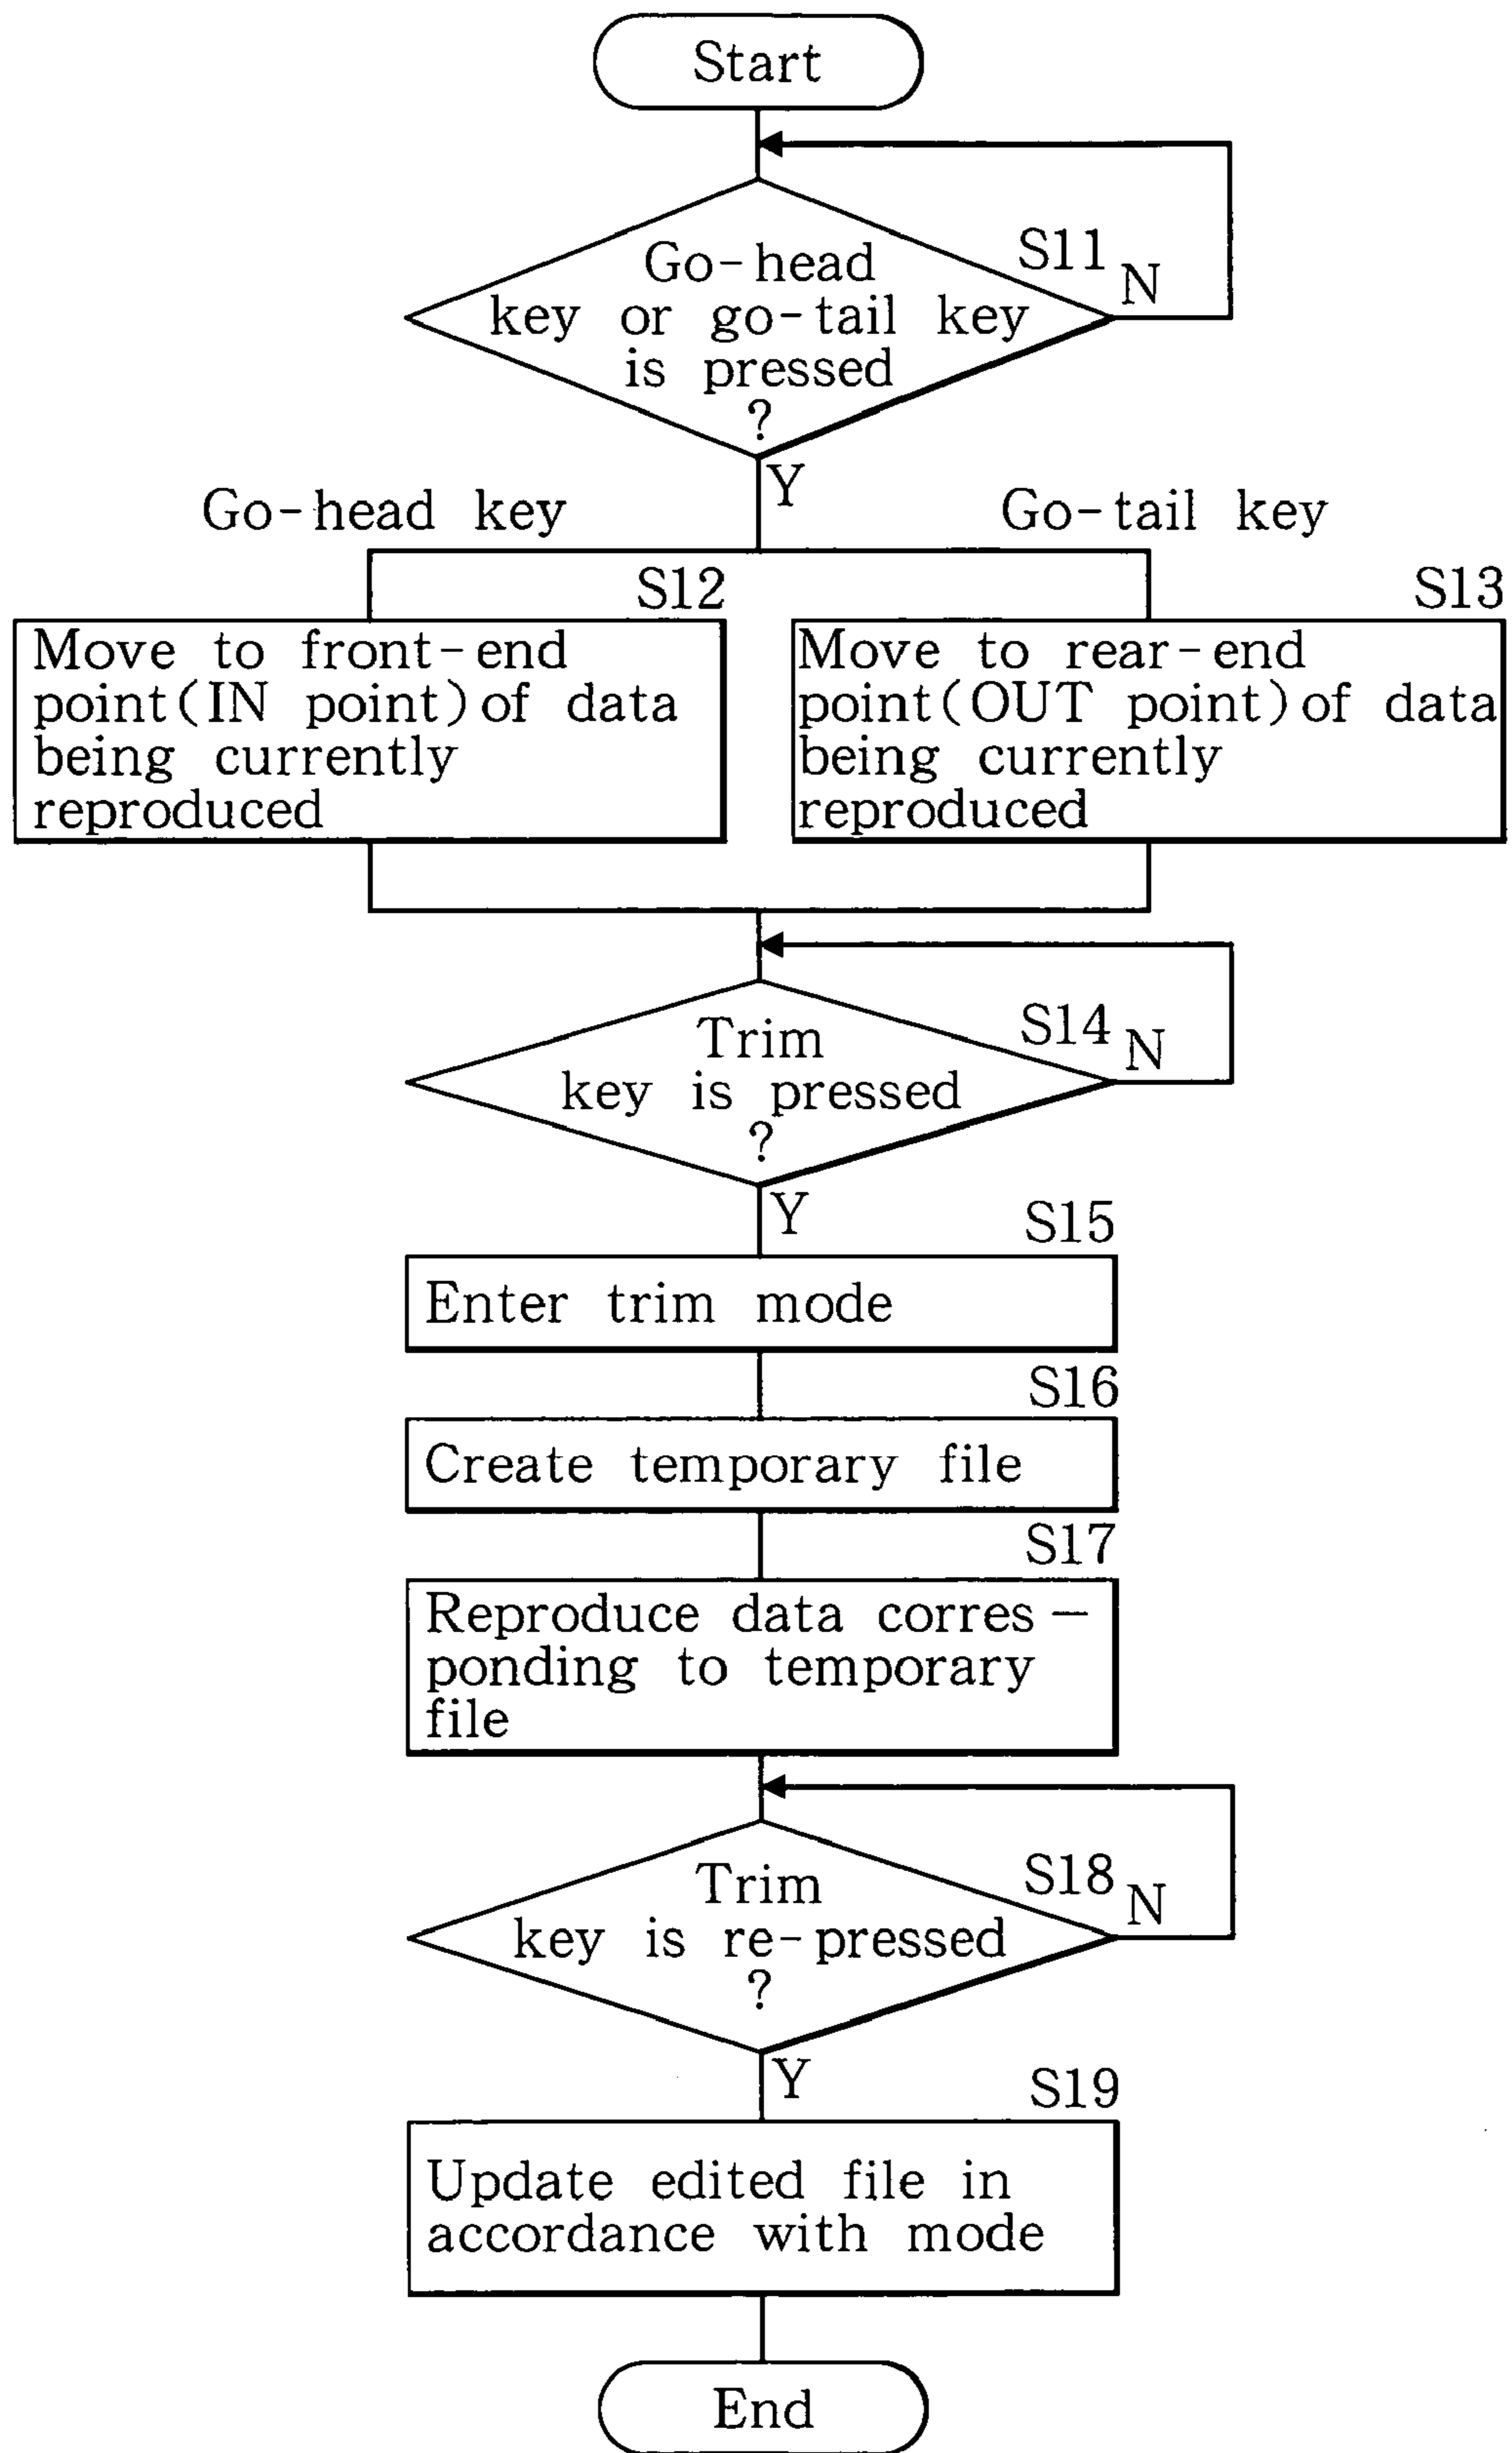 Start
S11
N
Go-head
key or go-tail key
is pressed
?
Y
Go-head key
Go-tail key
S12
Move to front-end
point(IN point)of data
being currently
reproduced
S13
Move to rear-end
point(OUT point)of data
being currently
reproduced
S14
N
Trim
key is pressed
?
Y
S15
Enter trim mode
S16
Create temporary file
S17
Reproduce data corres-
ponding to temporary
file
S18
N
Trim
key is re-pressed
?
Y
S19
Update edited file in
accordance with mode
End